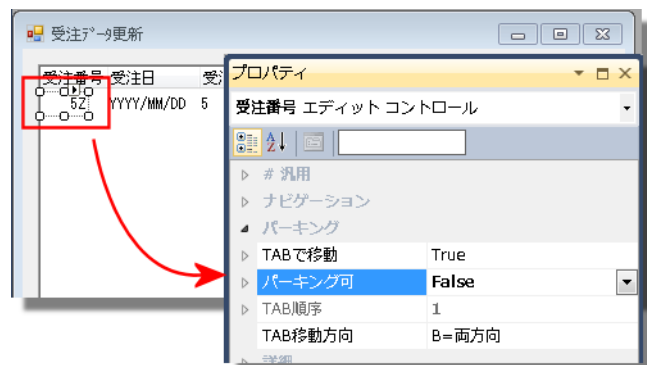 受注ﾃﾞｰﾀ更新
受注番号 受注日 受
5Z YYYY/MM/DD 5
プロパティ
受注番号 エディット コントロール
# 汎用
ナビゲーション
パーキング
TABで移動 True
パーキング可 False
TAB順序 1
TAB移動方向 B=両方向
詳細